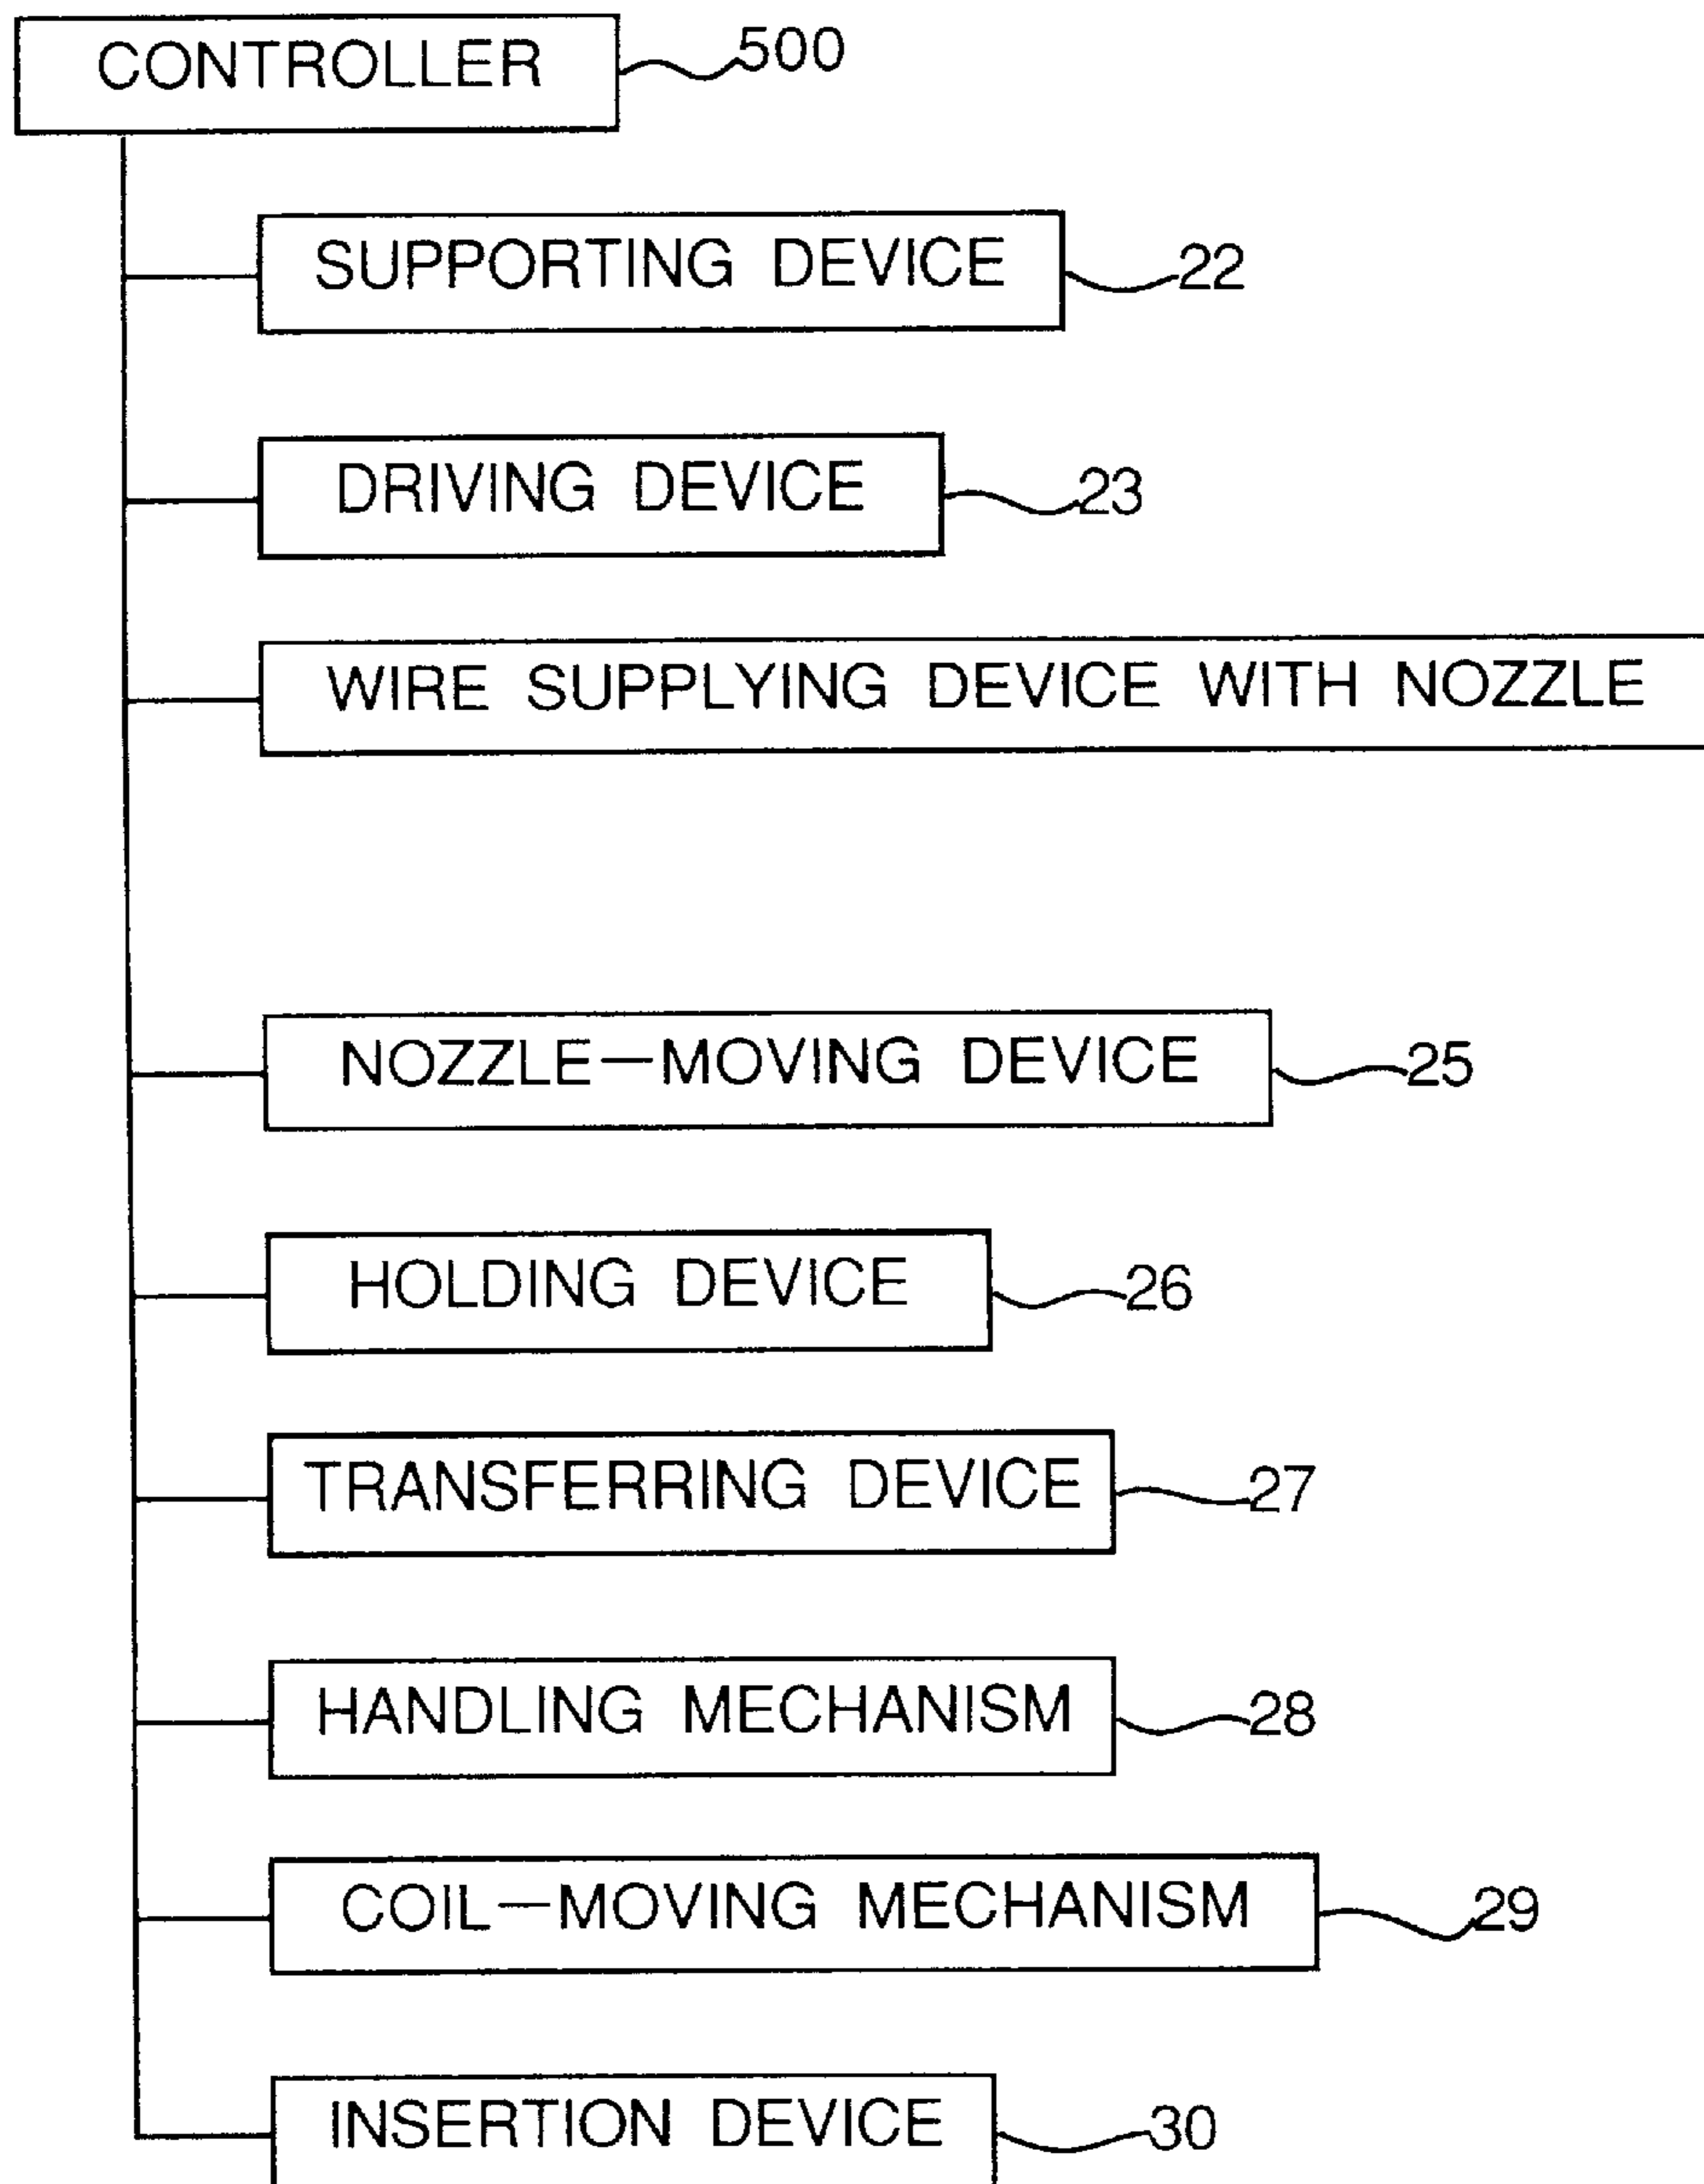 CONTROLLER 500
SUPPORTING DEVICE 22
DRIVING DEVICE 23
WIRE SUPPLYING DEVICE WITH NOZZLE
NOZZLE—MOVING DEVICE 25
HOLDING DEVICE 26
TRANSFERRING DEVICE 27
HANDLING MECHANISM 28
COIL—MOVING MECHANISM 29
INSERTION DEVICE 30